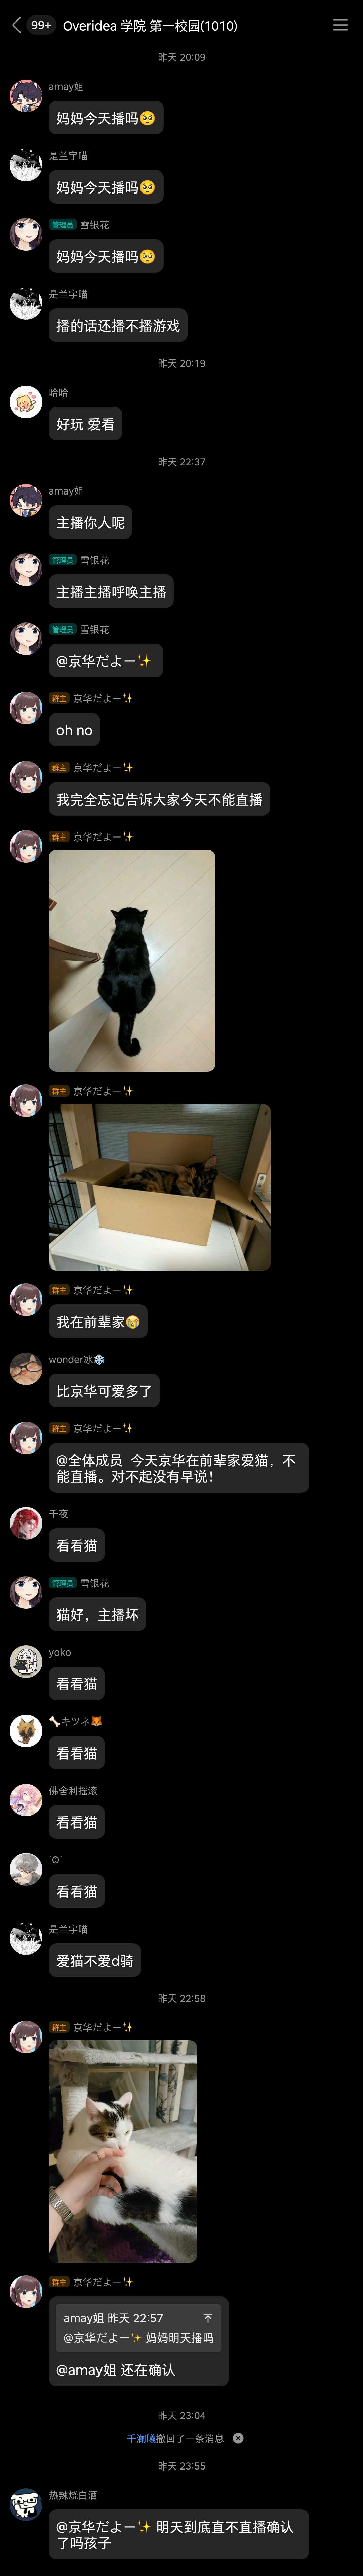 99+ Overidea 学院 第一校园(1010)
昨天 20:09
amay姐
妈妈今天播吗🥺
是兰宇喵
妈妈今天播吗🥺
管理员 雪银花
妈妈今天播吗🥺
是兰宇喵
播的话还播不播游戏
昨天 20:19
哈哈
好玩 爱看
昨天 22:37
amay姐
主播你人呢
管理员 雪银花
主播主播呼唤主播
管理员 雪银花
@京华だよー✨
群主 京华だよー✨
oh no
群主 京华だよー✨
我完全忘记告诉大家今天不能直播
群主 京华だよー✨
群主 京华だよー✨
群主 京华だよー✨
我在前辈家😭
wonder冰❄️
比京华可爱多了
群主 京华だよー✨
@全体成员 今天京华在前辈家爱猫，不
能直播。对不起没有早说！
千夜
看看猫
管理员 雪银花
猫好，主播坏
yoko
看看猫
🦴キツネ🦊
看看猫
佛舍利摇滚
看看猫
看看猫
是兰宇喵
爱猫不爱d骑
昨天 22:58
群主 京华だよー✨
群主 京华だよー✨
amay姐 昨天 22:57
@京华だよー✨ 妈妈明天播吗
@amay姐 还在确认
昨天 23:04
千澜曦撤回了一条消息
昨天 23:55
热辣烧白酒
@京华だよー✨ 明天到底直不直播确认
了吗孩子